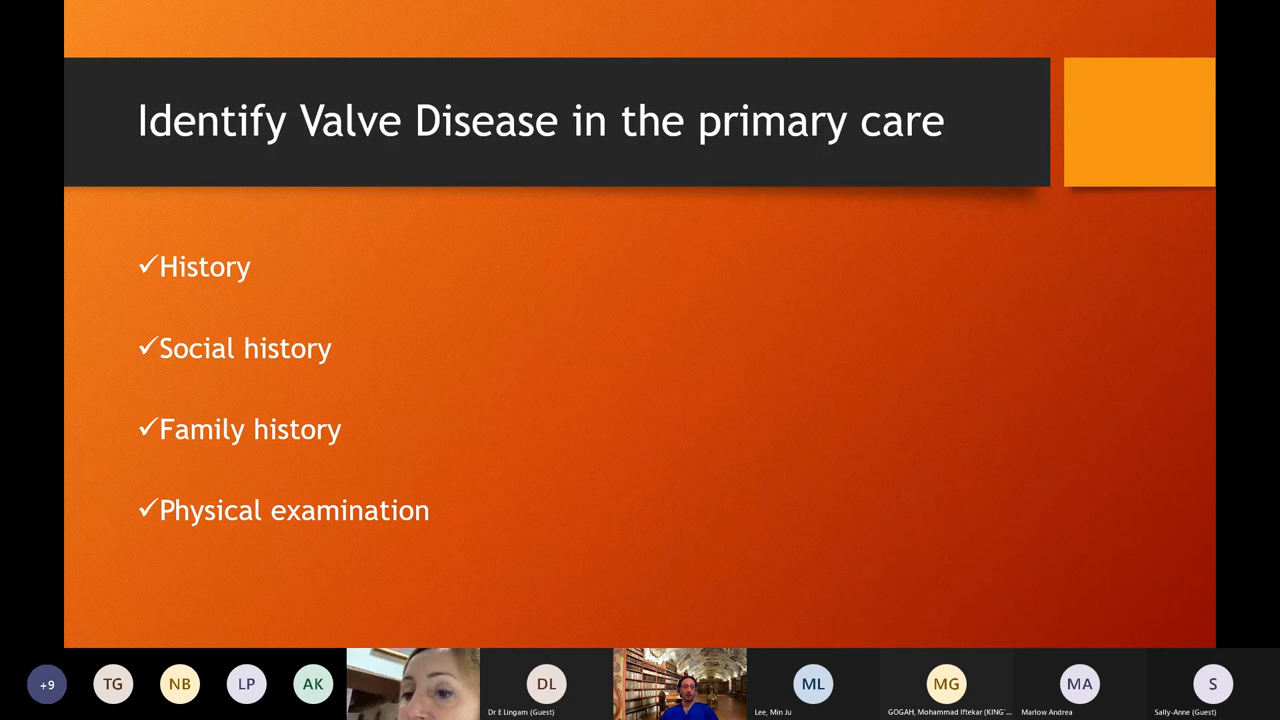 Identify Valve Disease in the primary care
✓History
✓Social history
✓Family history
✓Physical examination
+9
TG
NB
LP
AK
DL
Dr E Lingam (Guest)
ML
Lee, Min Ju
MG
GOGAH, Mohammad Iftekar (KING'...
MA
Marlow Andrea
S
Sally-Anne (Guest)